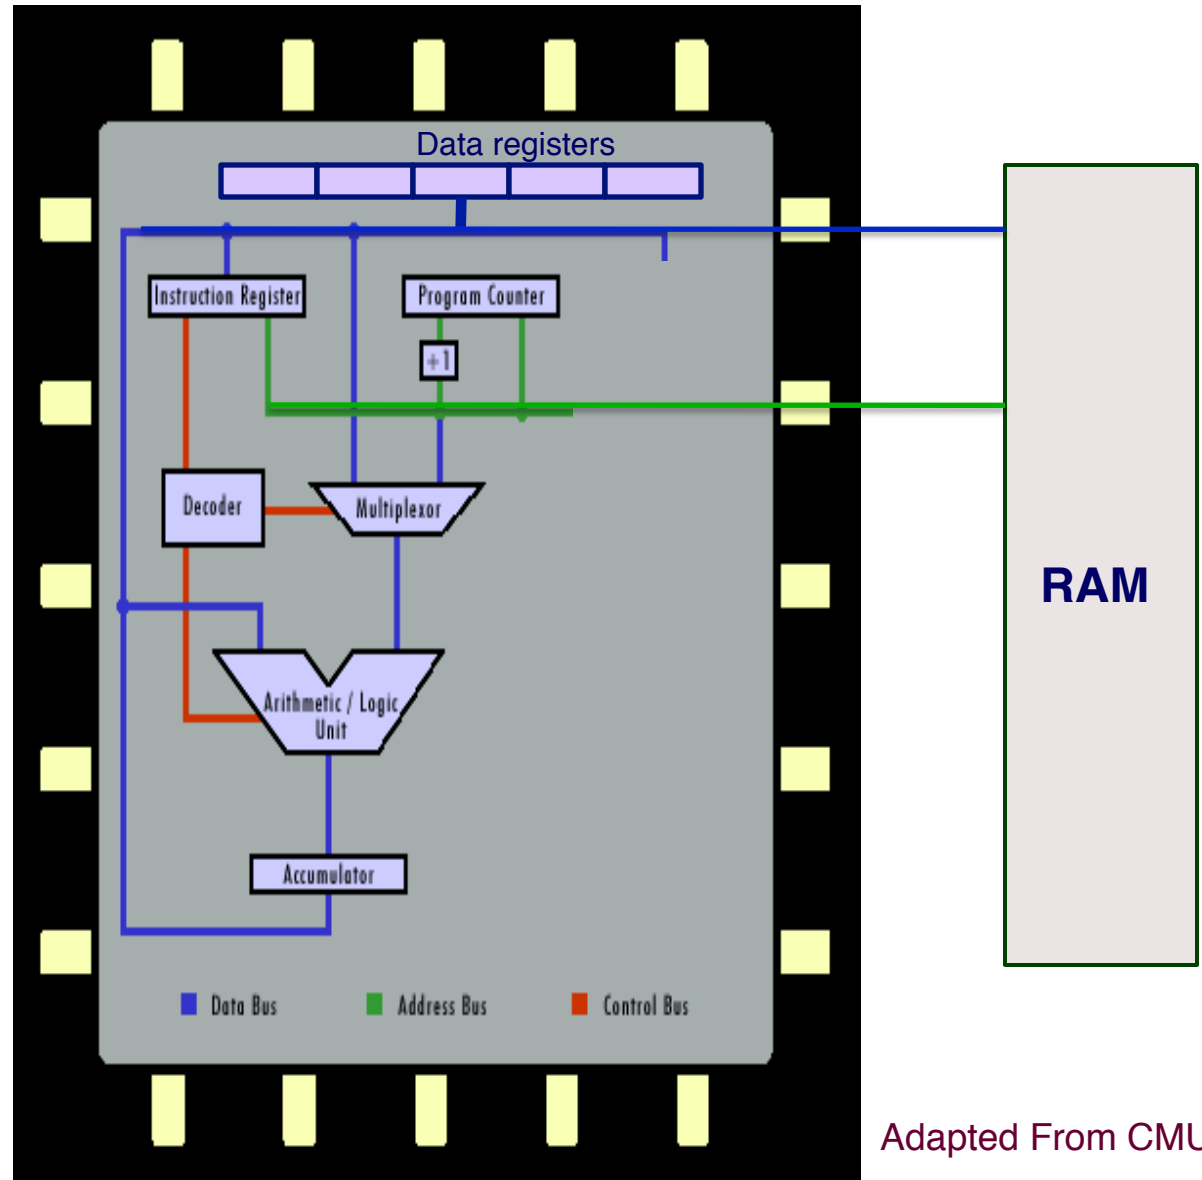 Data registers
Instruction Register
Program Counter
+1
Decoder
Multiplexor
RAM
Arithmetic / Logic
Unit
Accumulator
Data Bus
Address Bus
Control Bus
Adapted From CMU